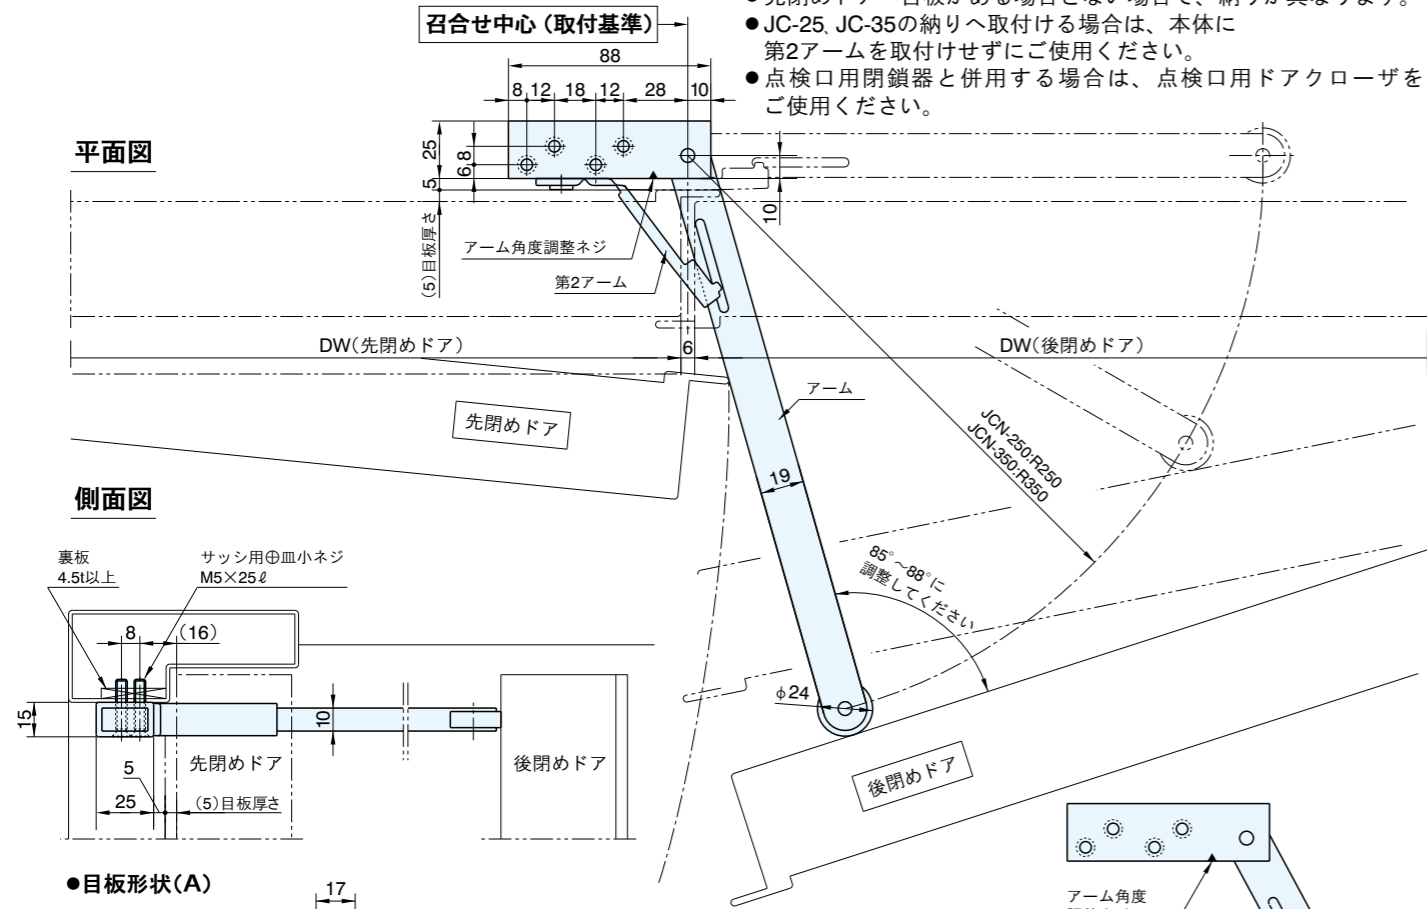 召合せ中心（取付基準）
●JC-25、JC-35の納りへ取付ける場合は、本体に
第2アームを取付けせずにご使用ください。
●点検口用閉鎖器と併用する場合は、点検口用ドアクローザを
ご使用ください。
88
8 12 18 12 28 10
平面図
25
8
6
5
10
(5)目板厚さ
アーム角度調整ネジ
第2アーム
DW(先閉めドア)
6
DW(後閉めドア)
アーム
先閉めドア
JCN-250:R250
JCN-350:R350
19
85°～88°に
調整してください
φ24
後閉めドア
側面図
裏板
4.5t以上
サッシ用⊕皿小ネジ
M5×25ℓ
8 (16)
15
10
先閉めドア
後閉めドア
5
25
(5)目板厚さ
●目板形状(A)
17
アーム角度